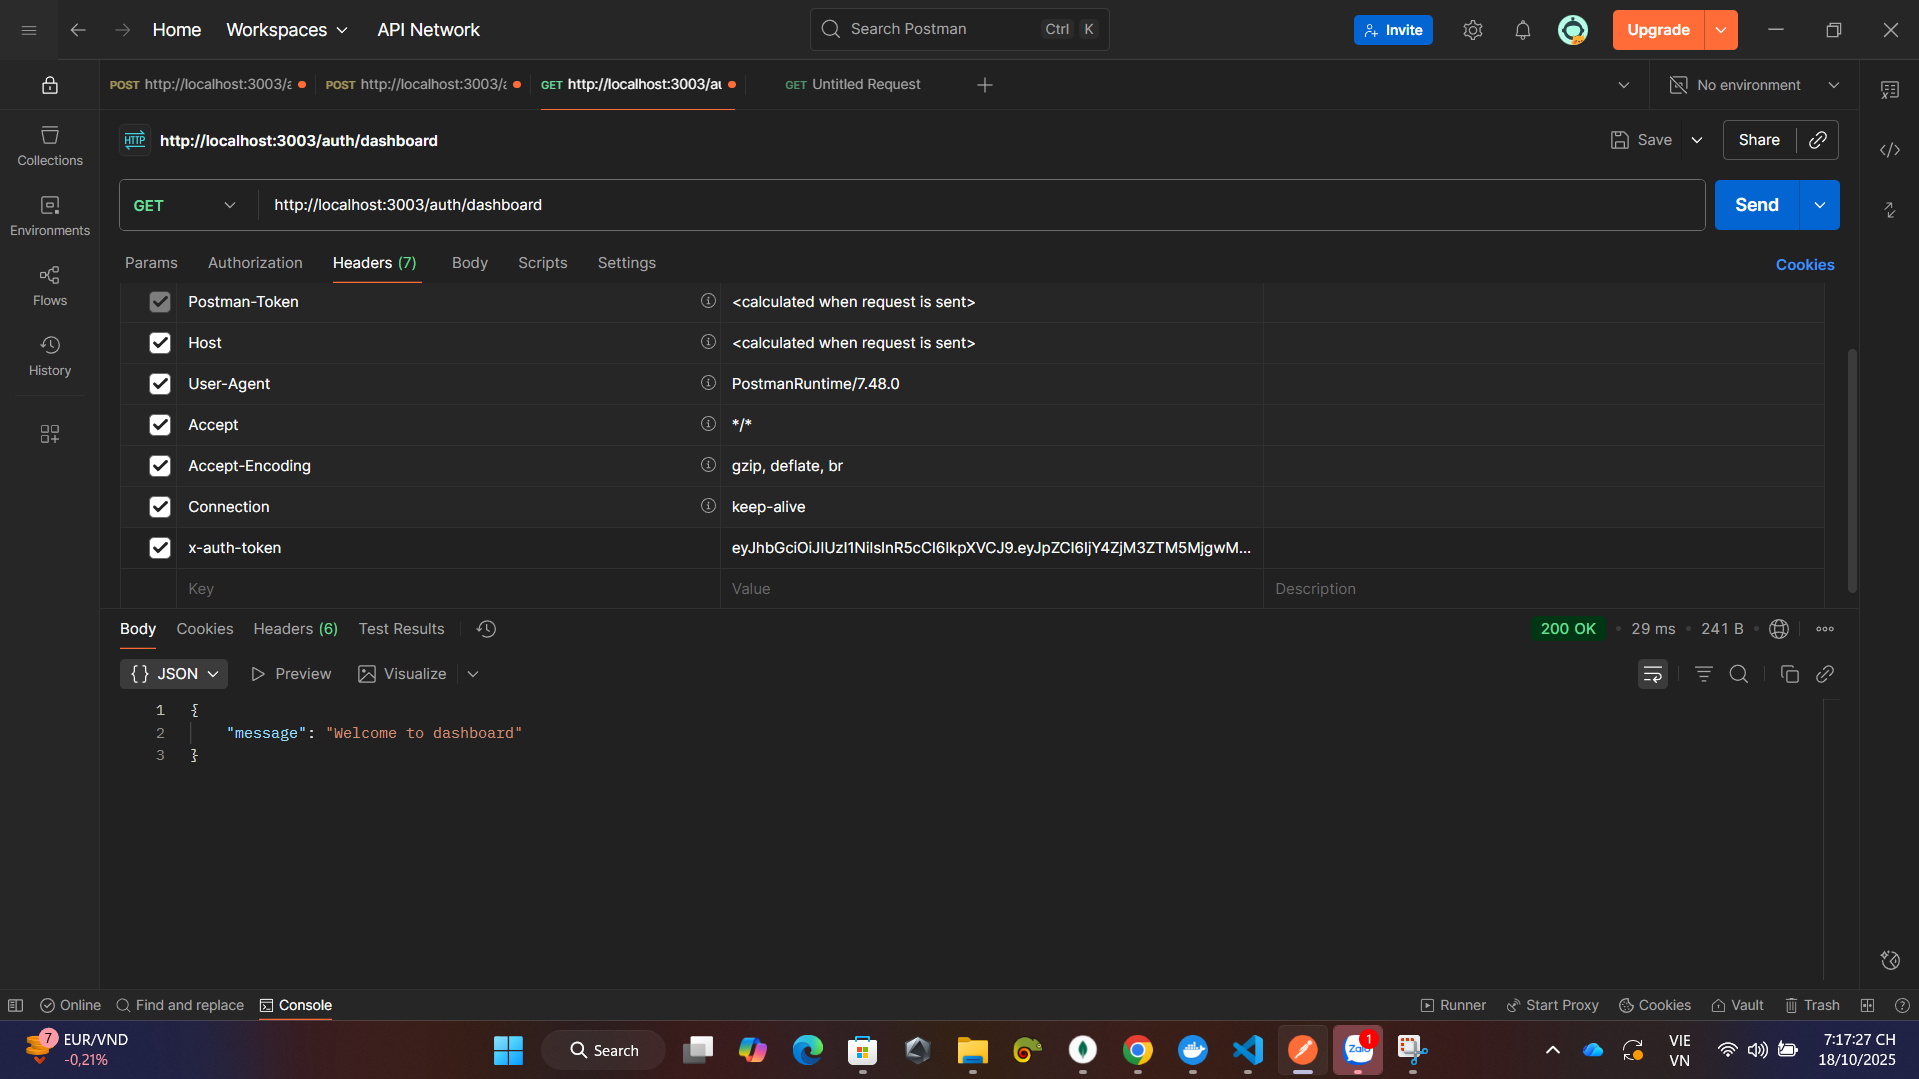 Home
Workspaces
API Network
Search Postman
Ctrl K
Invite
Upgrade
POST http://localhost:3003/a
POST http://localhost:3003/a
GET http://localhost:3003/au
GET Untitled Request
No environment
HTTP http://localhost:3003/auth/dashboard
Save
Share
Collections
Environments
Flows
History
GET
http://localhost:3003/auth/dashboard
Send
Params
Authorization
Headers (7)
Body
Scripts
Settings
Cookies
Postman-Token <calculated when request is sent>
Host <calculated when request is sent>
User-Agent PostmanRuntime/7.48.0
Accept */*
Accept-Encoding gzip, deflate, br
Connection keep-alive
x-auth-token eyJhbGciOiJIUzI1NiIsInR5cCI6IkpXVCJ9.eyJpZCI6IjY4ZjM3ZTM5MjgwM...
Key Value Description
Body
Cookies
Headers (6)
Test Results
200 OK
29 ms
241 B
{} JSON
Preview
Visualize
1 {
2 "message": "Welcome to dashboard"
3 }
Online
Find and replace
Console
Runner
Start Proxy
Cookies
Vault
Trash
7
EUR/VND
-0,21%
Search
Zalo
1
VIE
VN
7:17:27 CH
18/10/2025